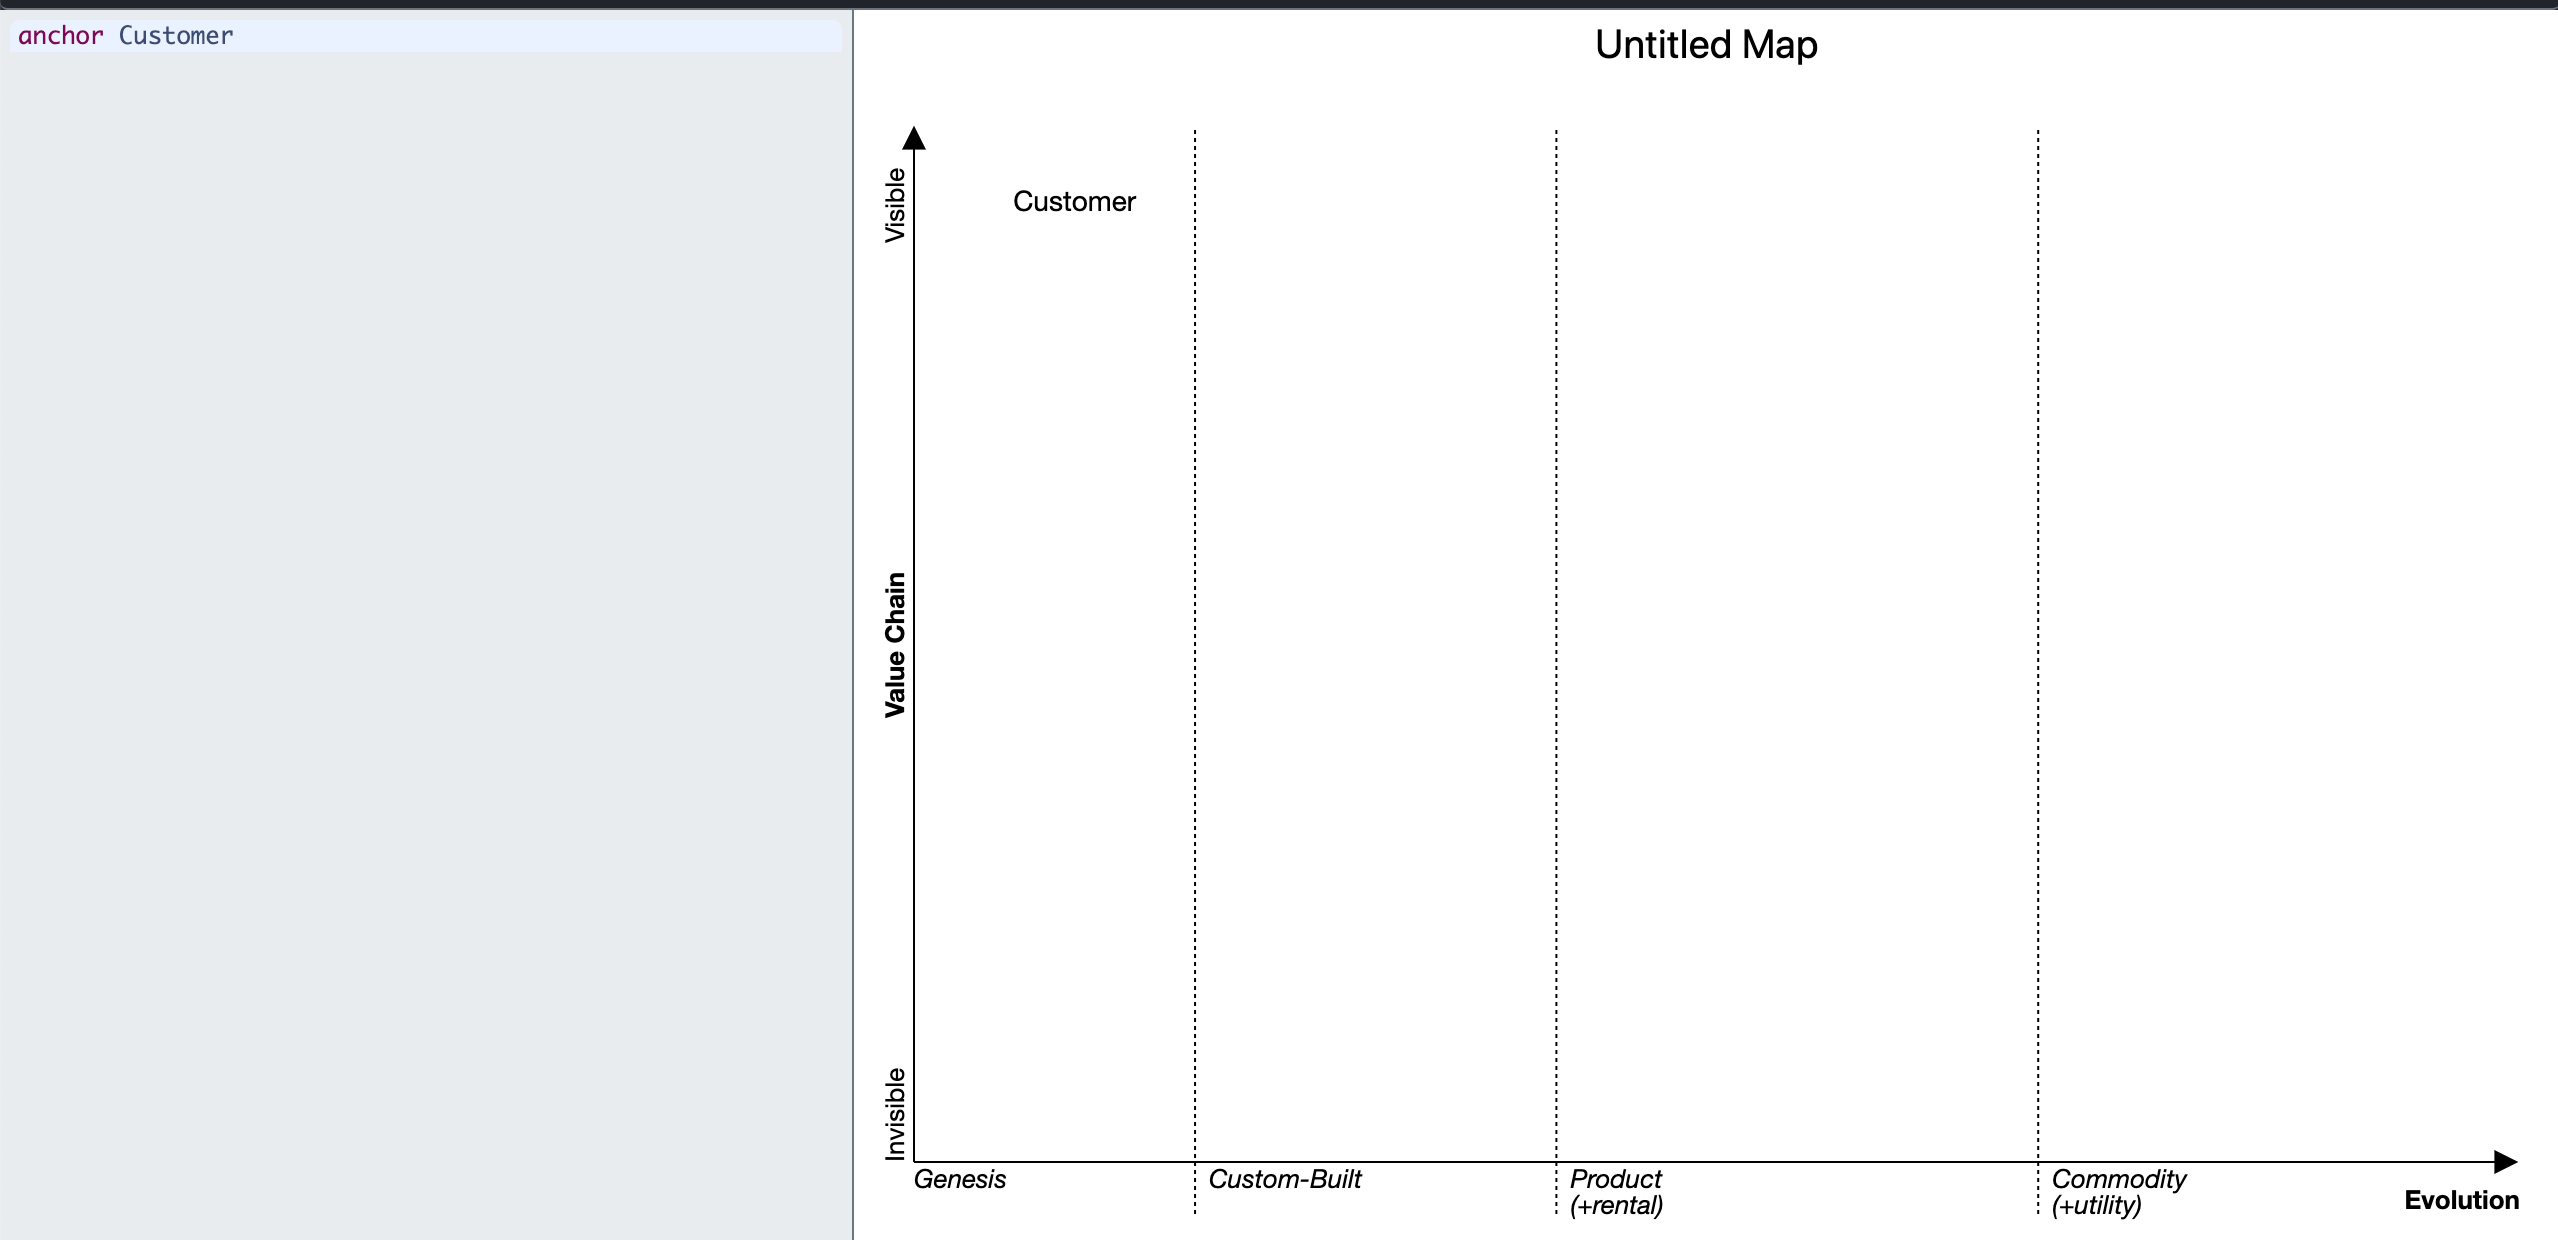 anchor Customer
Untitled Map
Visible
Customer
Value Chain
Invisible
Genesis
Custom-Built
Product
(+rental)
Commodity
(+utility)
Evolution